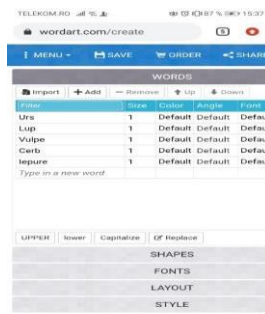 TELEKOM.RO 87 % 15:37
wordart.com/create 5
MENU SAVE ORDER SHARE
WORDS
Import + Add − Remove Up Down
Filter Size Color Angle Font
Urs 1 Default Default Defau
Lup 1 Default Default Defau
Vulpe 1 Default Default Defau
Cerb 1 Default Default Defau
Iepure 1 Default Default Defau
Type in a new word
UPPER lower Capitalize Replace
SHAPES
FONTS
LAYOUT
STYLE